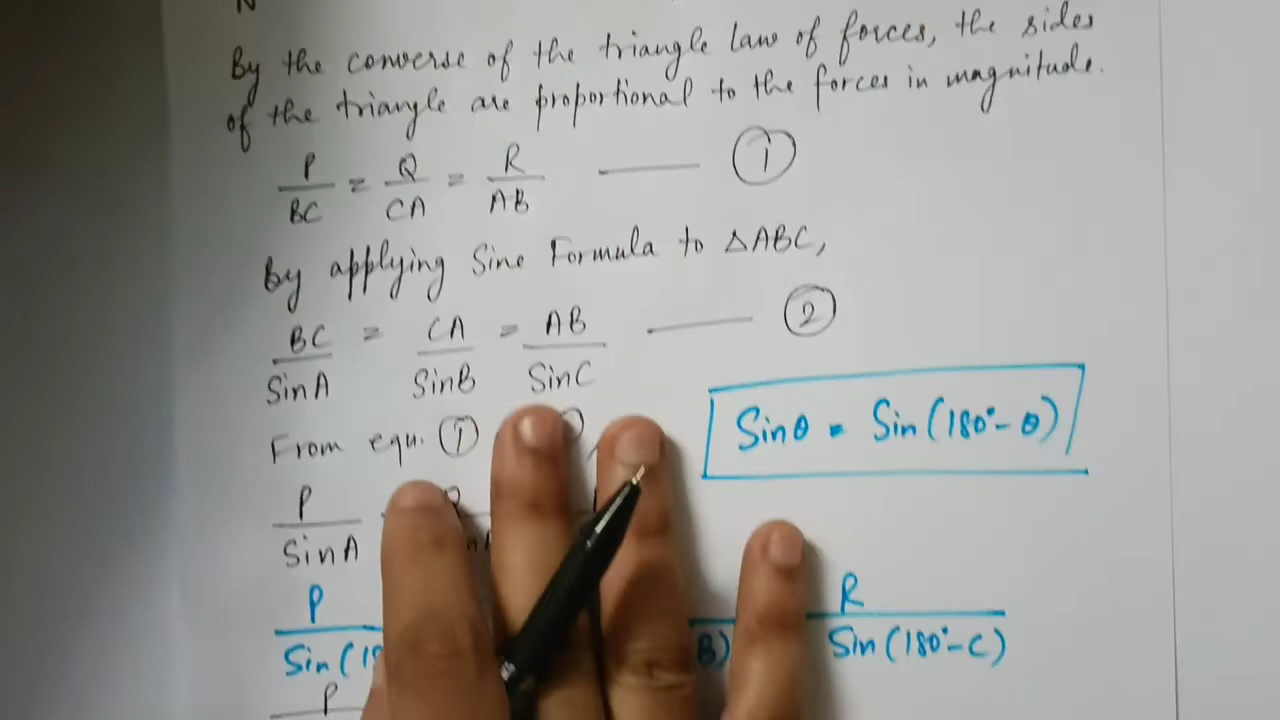 By the converse of the triangle law of forces, the sides
of the triangle are proportional to the forces in magnitude.
P/BC = Q/CA = R/AB —— ①
By applying Sine Formula to △ABC,
BC/SinA = CA/SinB = AB/SinC —— ②
From equ. ①
Sinθ = Sin(180°-θ)
P/SinA
P/Sin(18 B) R/Sin(180°-C)
P